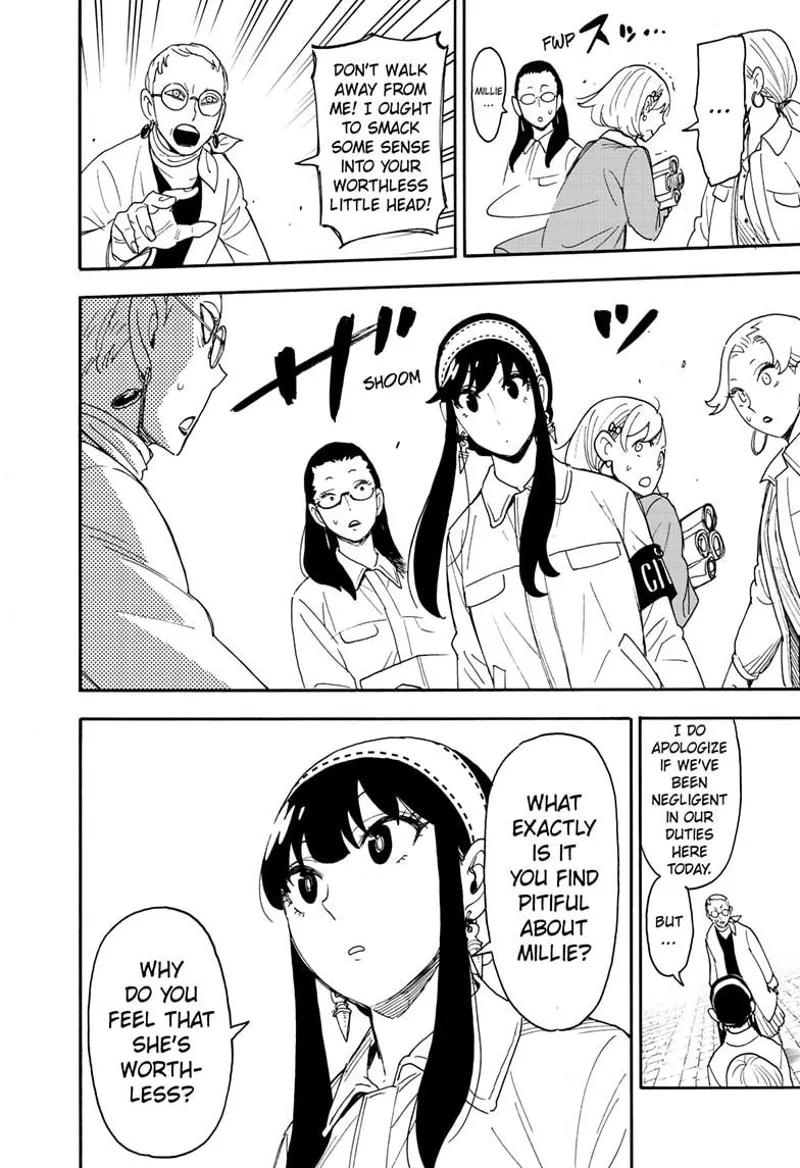 ...
FWP
スッ...
MILLIE
...
DON'T WALK
AWAY FROM
ME! I OUGHT
TO SMACK
SOME SENSE
INTO YOUR
WORTHLESS
LITTLE HEAD!
ザッ
SHOOM
CIT
I DO
APOLOGIZE
IF WE'VE
BEEN
NEGLIGENT
IN OUR
DUTIES
HERE
TODAY.
BUT
...
WHAT
EXACTLY
IS IT
YOU FIND
PITIFUL
ABOUT
MILLIE?
WHY
DO YOU
FEEL THAT
SHE'S
WORTH-
LESS?